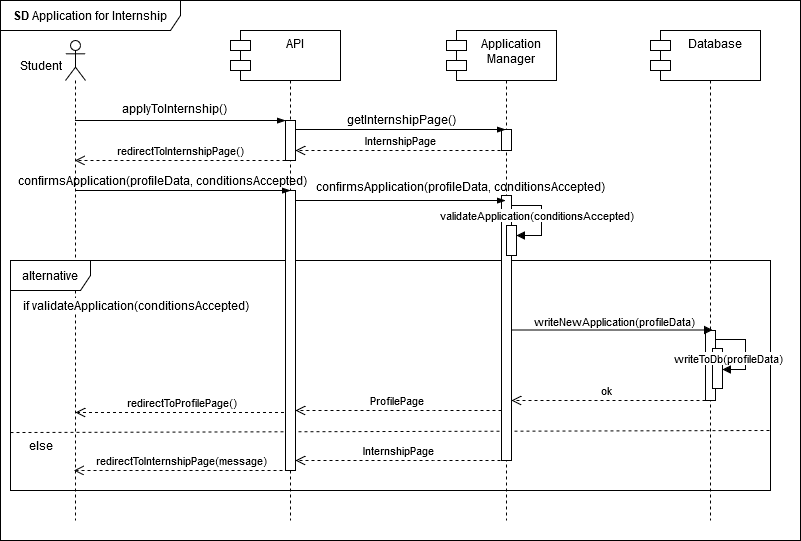 SD Application for Internship
Student
API
Application
Manager
Database
applyToInternship()
getInternshipPage()
InternshipPage
redirectToInternshipPage()
confirmsApplication(profileData, conditionsAccepted)
confirmsApplication(profileData, conditionsAccepted)
validateApplication(conditionsAccepted)
alternative
if validateApplication(conditionsAccepted)
writeNewApplication(profileData)
writeToDb(profileData)
ok
ProfilePage
redirectToProfilePage()
else
InternshipPage
redirectToInternshipPage(message)